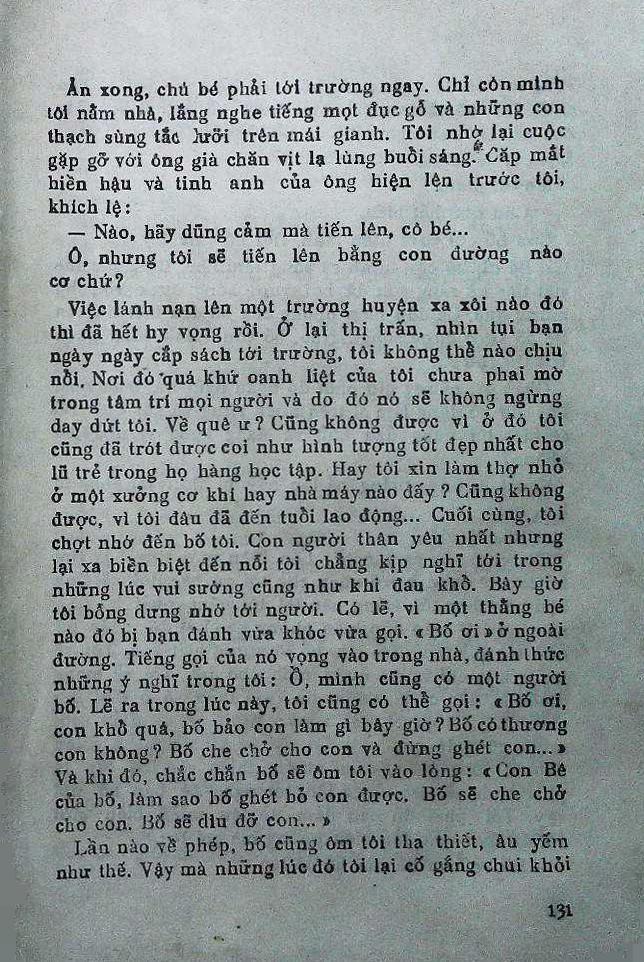 Ăn xong, chú bé phải tới trường ngay. Chỉ còn mình
tôi nằm nhà, lắng nghe tiếng mọt đục gỗ và những con
thạch sùng tắc lưỡi trên mái gianh. Tôi nhớ lại cuộc
gặp gỡ với ông già chăn vịt lạ lùng buổi sáng. Cặp mắt
hiền hậu và tinh anh của ông hiện lên trước tôi,
khích lệ:
— Nào, hãy dũng cảm mà tiến lên, cô bé...
Ô, nhưng tôi sẽ tiến lên bằng con đường nào
cơ chứ?
Việc lánh nạn lên một trường huyện xa xôi nào đó
thì đã hết hy vọng rồi. Ở lại thị trấn, nhìn tụi bạn
ngày ngày cắp sách tới trường, tôi không thể nào chịu
nổi. Nơi đó quá khứ oanh liệt của tôi chưa phai mờ
trong tâm trí mọi người và do đó nó sẽ không ngừng
day dứt tôi. Về quê ư? Cũng không được vì ở đó tôi
cũng đã trót được coi như hình tượng tốt đẹp nhất cho
lũ trẻ trong họ hàng học tập. Hay tôi xin làm thợ nhỏ
ở một xưởng cơ khí hay nhà máy nào đấy? Cũng không
được, vì tôi đâu đã đến tuổi lao động... Cuối cùng, tôi
chợt nhớ đến bố tôi. Con người thân yêu nhất nhưng
lại xa biền biệt đến nỗi tôi chẳng kịp nghĩ tới trong
những lúc vui sướng cũng như khi đau khổ. Bây giờ
tôi bỗng dưng nhớ tới người. Có lẽ, vì một thằng bé
nào đó bị bạn đánh vừa khóc vừa gọi. «Bố ơi» ở ngoài
đường. Tiếng gọi của nó vọng vào trong nhà, đánh thức
những ý nghĩ trong tôi: Ồ, mình cũng có một người
bố. Lẽ ra trong lúc này, tôi cũng có thể gọi: «Bố ơi,
con khổ quá, bố bảo con làm gì bây giờ? Bố có thương
con không? Bố che chở cho con và đừng ghét con...»
Và khi đó, chắc chắn bố sẽ ôm tôi vào lòng: «Con Bê
của bố, làm sao bố ghét bỏ con được. Bố sẽ che chở
cho con. Bố sẽ dìu đỡ con...»
Lần nào về phép, bố cũng ôm tôi tha thiết, âu yếm
như thế. Vậy mà những lúc đó tôi lại cố gắng chui khỏi
131